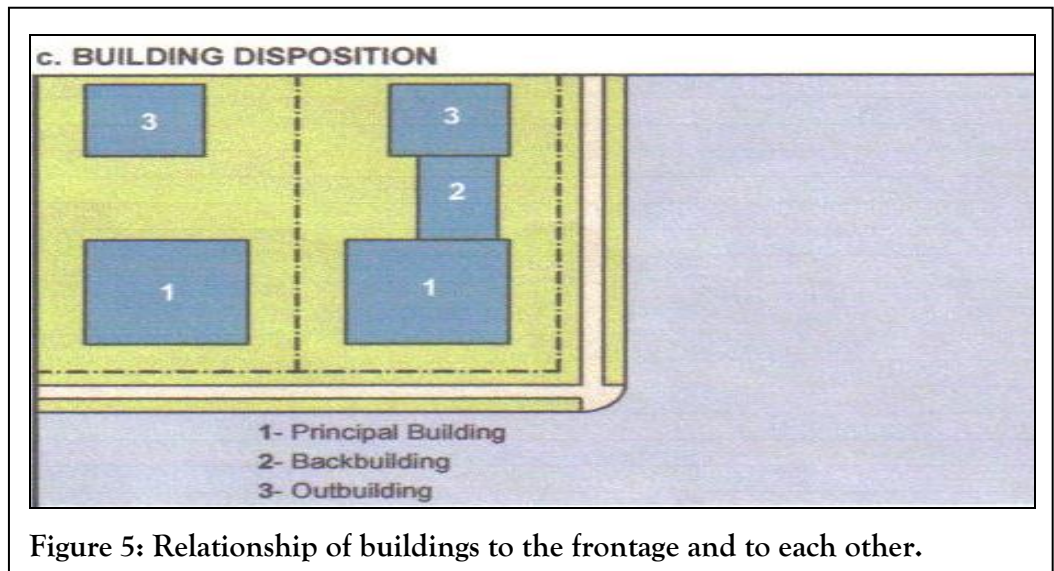 c. BUILDING DISPOSITION
3
3
2
1
1
1- Principal Building
2- Backbuilding
3- Outbuilding
Figure 5: Relationship of buildings to the frontage and to each other.